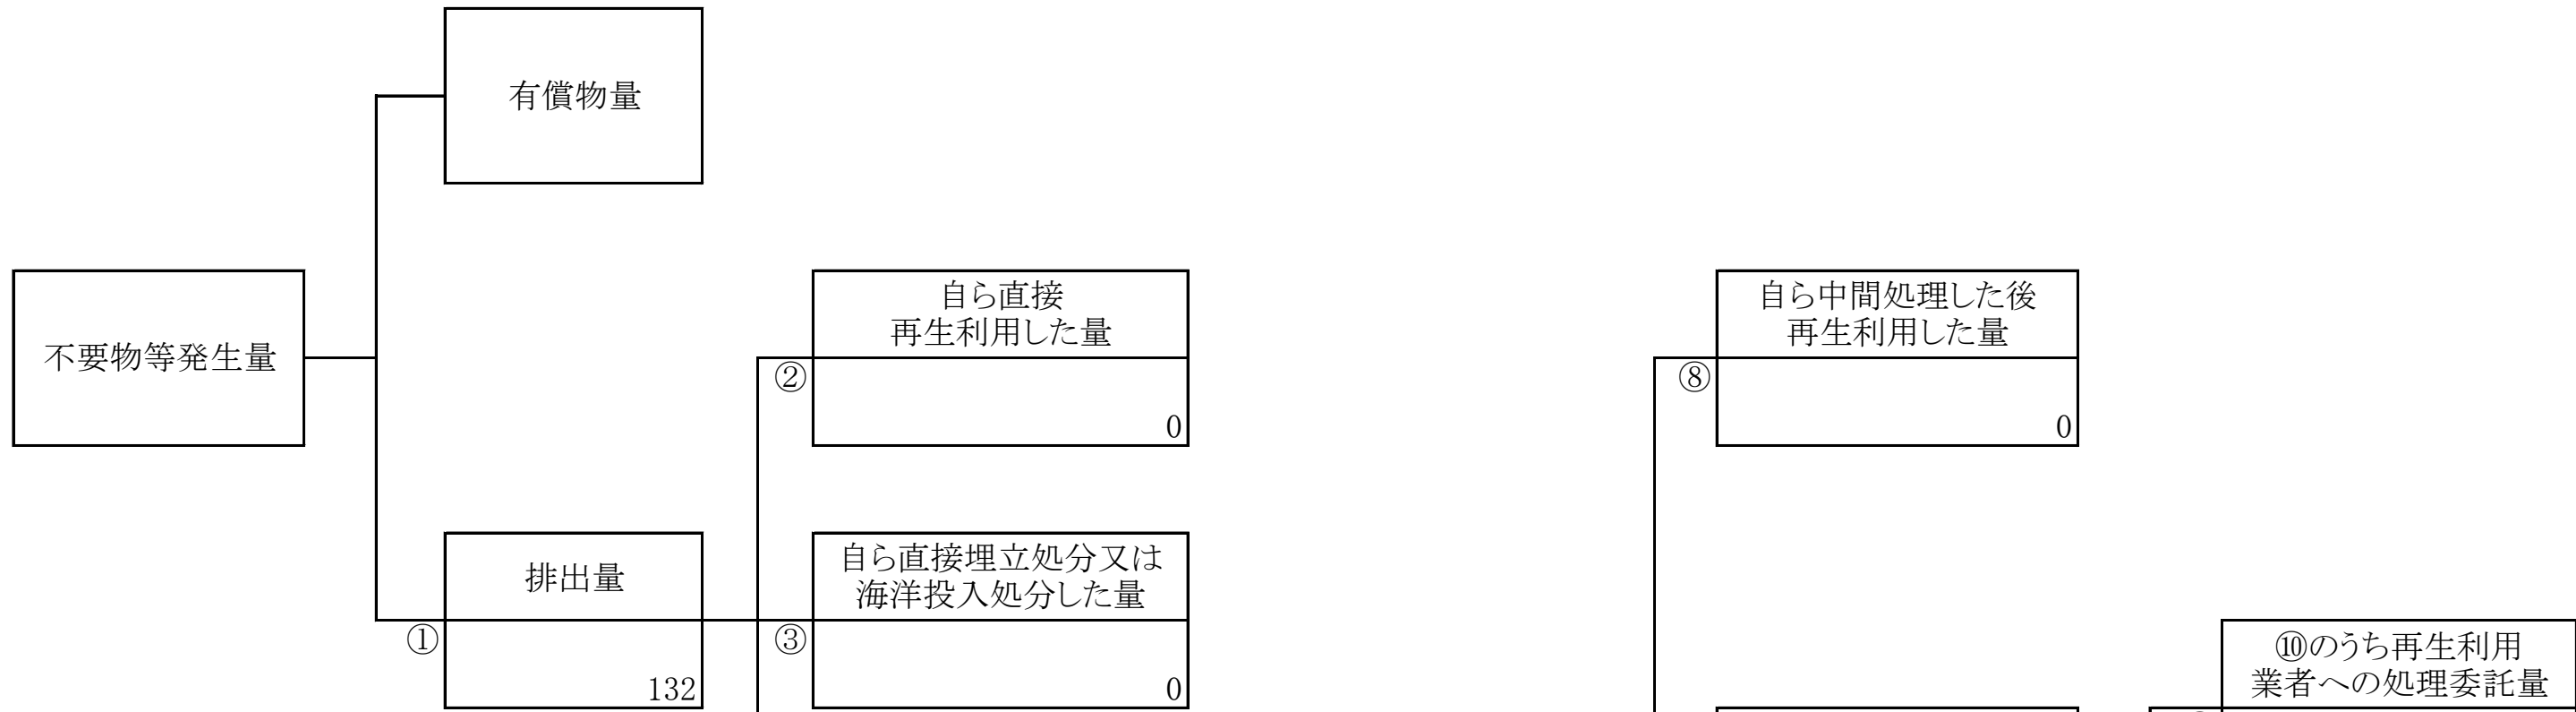 有償物量
不要物等発生量
自ら直接
再生利用した量
②
0
自ら中間処理した後
再生利用した量
⑧
0
排出量
①
132
自ら直接埋立処分又は
海洋投入処分した量
③
0
⑩のうち再生利用
業者への処理委託量